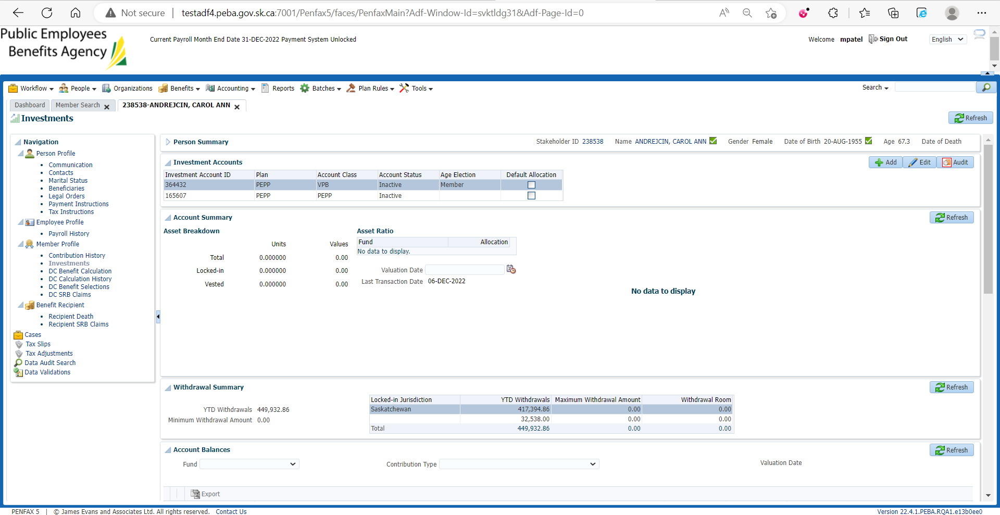 Not secure | testadf4.peba.gov.sk.ca:7001/Penfax5/faces/PenfaxMain?Adf-Window-Id=svktldg31&Adf-Page-Id=0
Public Employees
Benefits Agency
Current Payroll Month End Date 31-DEC-2022 Payment System Unlocked
Welcome mpatel Sign Out English
Workflow People Organizations Benefits Accounting Reports Batches Plan Rules Tools Search
Dashboard Member Search 238538-ANDREJCIN, CAROL ANN
Investments Refresh
Navigation
Person Profile
Communication
Contacts
Marital Status
Beneficiaries
Legal Orders
Payment Instructions
Tax Instructions
Employee Profile
Payroll History
Member Profile
Contribution History
Investments
DC Benefit Calculation
DC Calculation History
DC Benefit Selections
DC SRB Claims
Benefit Recipient
Recipient Death
Recipient SRB Claims
Cases
Tax Slips
Tax Adjustments
Data Audit Search
Data Validations
Person Summary Stakeholder ID 238538 Name ANDREJCIN, CAROL ANN Gender Female Date of Birth 20-AUG-1955 Age 67.3 Date of Death
Investment Accounts Add Edit Audit
Investment Account ID Plan Account Class Account Status Age Election Default Allocation
364432 PEPP VPB Inactive Member
165607 PEPP PEPP Inactive
Account Summary Refresh
Asset Breakdown
Units Values
Total 0.000000 0.00
Locked-in 0.000000 0.00
Vested 0.000000 0.00
Asset Ratio
Fund Allocation
No data to display.
Valuation Date
Last Transaction Date 06-DEC-2022
No data to display
Withdrawal Summary Refresh
YTD Withdrawals 449,932.86
Minimum Withdrawal Amount 0.00
Locked-in Jurisdiction YTD Withdrawals Maximum Withdrawal Amount Withdrawal Room
Saskatchewan 417,394.86 0.00 0.00
32,538.00 0.00 0.00
Total 449,932.86 0.00 0.00
Account Balances Refresh
Fund Contribution Type Valuation Date
Export
PENFAX 5 | © James Evans and Associates Ltd. All rights reserved. Contact Us Version 22.4.1.PEBA.RQA1.e13b0ee0